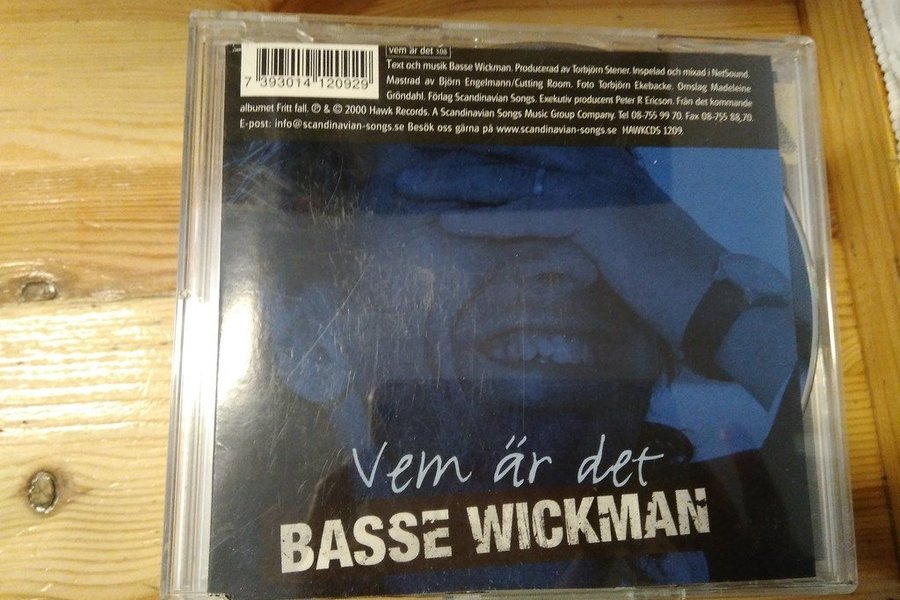 vem är det 3:08
Text och musik Basse Wickman. Producerad av Torbjörn Stener. Inspelad och mixad i NetSound.
Mastrad av Björn Engelmann/Cutting Room. Foto Torbjörn Ekebacke. Omslag Madeleine
Gröndahl. Förlag Scandinavian Songs. Exekutiv producent Peter R Ericson. Från det kommande
albumet Fritt fall. ℗ & © 2000 Hawk Records. A Scandinavian Songs Music Group Company. Tel 08-755 99 70. Fax 08-755 88,70.
E-post: info@scandinavian-songs.se Besök oss gärna på www.scandinavian-songs.se HAWKCDS 1209.
7 393014 120929
Vem är det
BASSE WICKMAN